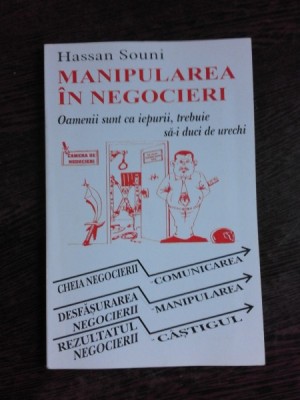 Hassan Souni
MANIPULAREA
ÎN NEGOCIERI
Oamenii sunt ca iepurii, trebuie
să-i duci de urechi
CAMERA DE
NEGOCIERI
CHEIA NEGOCIERII
COMUNICAREA
DESFĂŞURAREA
NEGOCIERII
MANIPULAREA
REZULTATUL
NEGOCIERII
CÂŞTIGUL